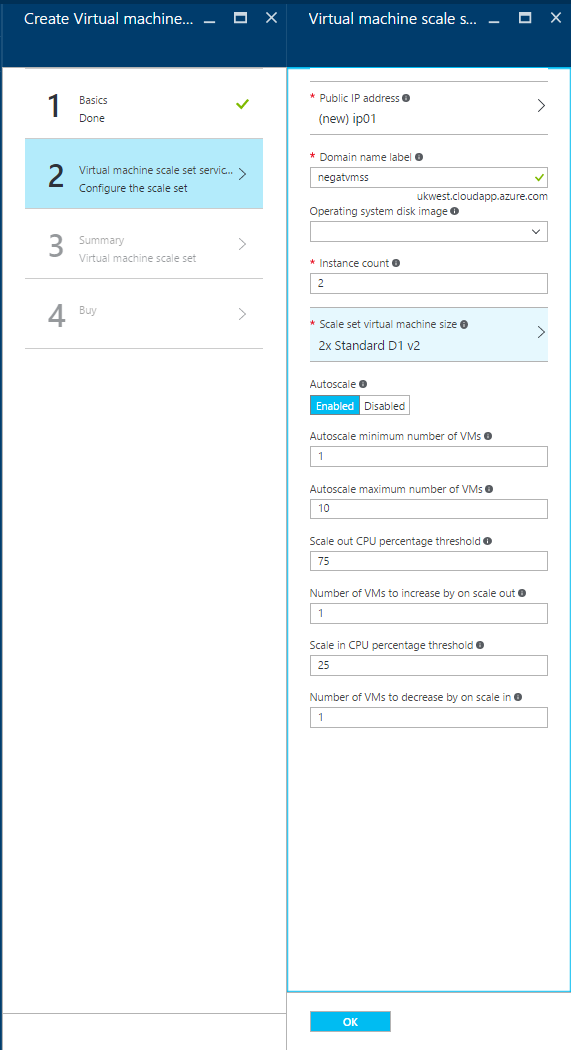 Create Virtual machine...
1
Basics
Done
2
Virtual machine scale set servic...
Configure the scale set
3
Summary
Virtual machine scale set
4
Buy
Virtual machine scale s...
* Public IP address
(new) ip01
* Domain name label
negatvmss
ukwest.cloudapp.azure.com
Operating system disk image
* Instance count
2
* Scale set virtual machine size
2x Standard D1 v2
Autoscale
Enabled Disabled
Autoscale minimum number of VMs
1
Autoscale maximum number of VMs
10
Scale out CPU percentage threshold
75
Number of VMs to increase by on scale out
1
Scale in CPU percentage threshold
25
Number of VMs to decrease by on scale in
1
OK